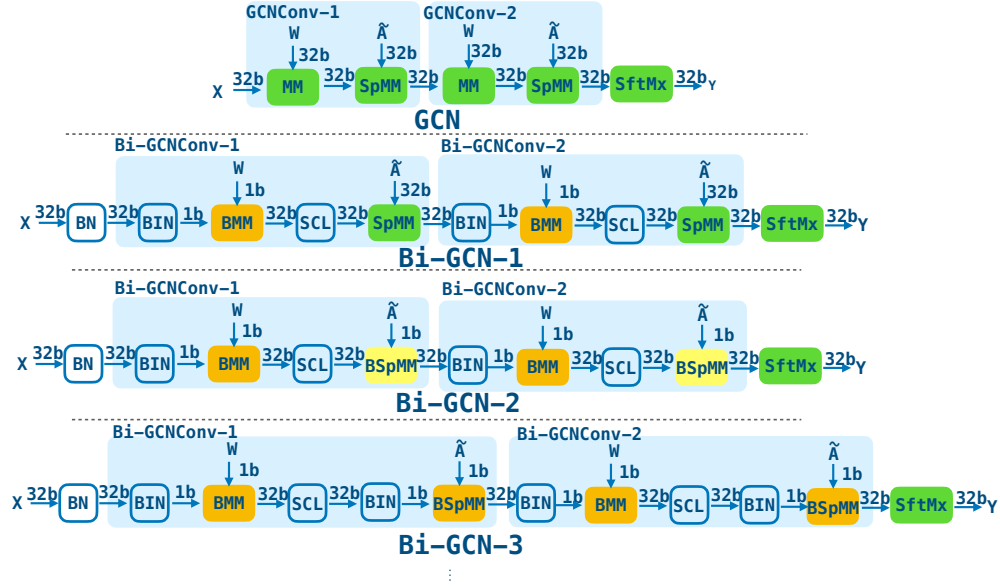 GCNConv-1 GCNConv-2
W Ã W Ã
32b 32b 32b 32b
X 32b MM 32b SpMM 32b MM 32b SpMM 32b SftMx 32b Y
GCN
Bi-GCNConv-1 Bi-GCNConv-2
W Ã W Ã
1b 32b 1b 32b
X 32b BN 32b BIN 1b BMM 32b SCL 32b SpMM 32b BIN 1b BMM 32b SCL 32b SpMM 32b SftMx 32b Y
Bi-GCN-1
Bi-GCNConv-1 Bi-GCNConv-2
W Ã W Ã
1b 1b 1b 1b
X 32b BN 32b BIN 1b BMM 32b SCL 32b BSpMM 32b BIN 1b BMM 32b SCL 32b BSpMM 32b SftMx 32b Y
Bi-GCN-2
Bi-GCNConv-1 Bi-GCNConv-2
W Ã W Ã
1b 1b 1b 1b
X 32b BN 32b BIN 1b BMM 32b SCL 32b BIN 1b BSpMM 32b BIN 1b BMM 32b SCL 32b BIN 1b BSpMM 32b SftMx 32b Y
Bi-GCN-3
⋮